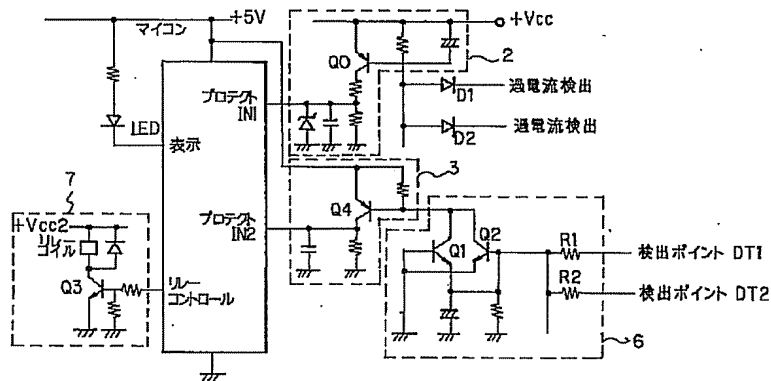 +5V
マイコン
+Vcc
2
Q0
プロテクト
IN1
D1
過電流検出
D2
過電流検出
LED
表示
3
7
+Vcc2
リレー
コイル
Q3
リレー
コントロール
プロテクト
IN2
Q4
Q1
Q2
R1
検出ポイント DT1
R2
検出ポイント DT2
6